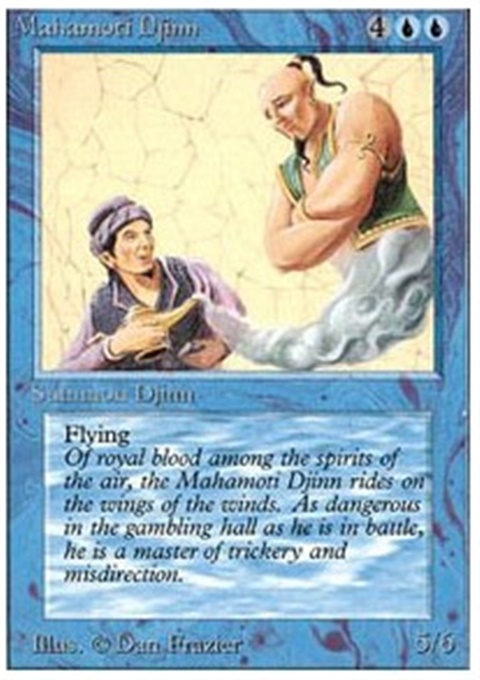 Mahamoti Djinn 4
Summon Djinn
Flying
Of royal blood among the spirits of
the air, the Mahamoti Djinn rides on
the wings of the winds. As dangerous
in the gambling hall as he is in battle,
he is a master of trickery and
misdirection.
Illus. © Dan Frazier 5/6